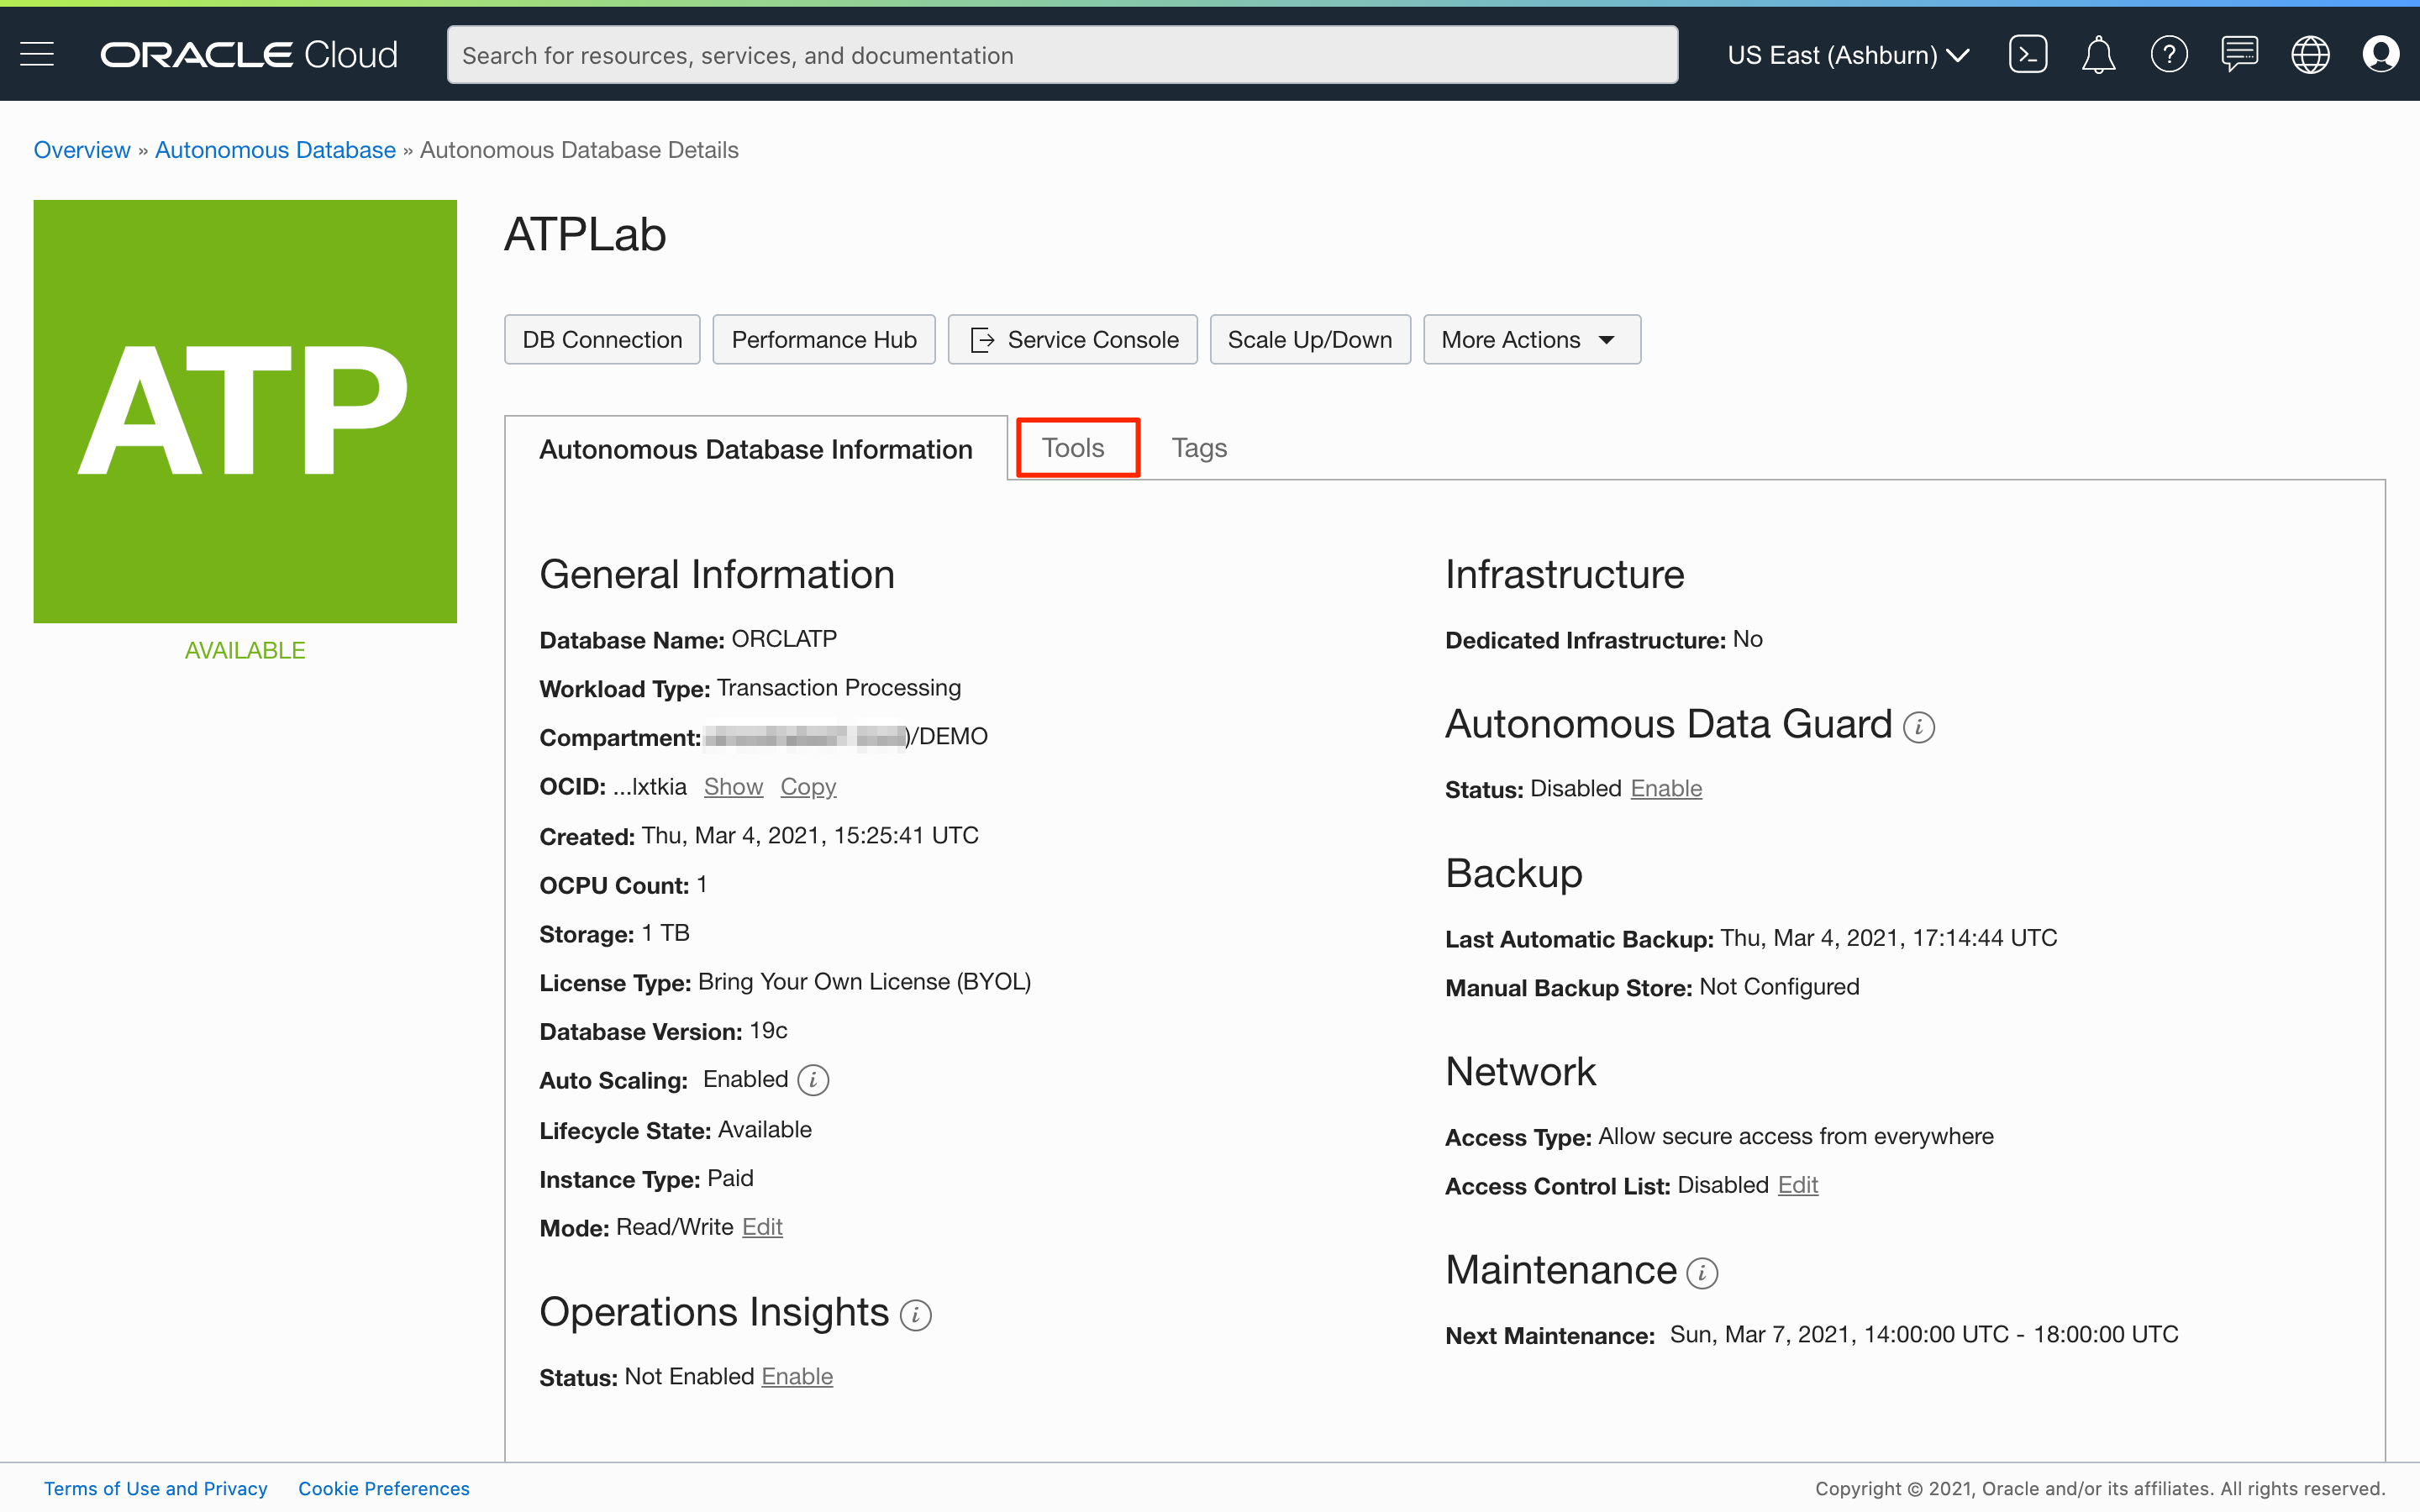 ORACLE Cloud
Search for resources, services, and documentation
US East (Ashburn)
Overview » Autonomous Database » Autonomous Database Details
ATP
AVAILABLE
ATPLab
DB Connection
Performance Hub
Service Console
Scale Up/Down
More Actions
Autonomous Database Information
Tools
Tags
General Information
Database Name: ORCLATP
Workload Type: Transaction Processing
Compartment: )/DEMO
OCID: ...lxtkia Show Copy
Created: Thu, Mar 4, 2021, 15:25:41 UTC
OCPU Count: 1
Storage: 1 TB
License Type: Bring Your Own License (BYOL)
Database Version: 19c
Auto Scaling: Enabled i
Lifecycle State: Available
Instance Type: Paid
Mode: Read/Write Edit
Operations Insights i
Status: Not Enabled Enable
Infrastructure
Dedicated Infrastructure: No
Autonomous Data Guard i
Status: Disabled Enable
Backup
Last Automatic Backup: Thu, Mar 4, 2021, 17:14:44 UTC
Manual Backup Store: Not Configured
Network
Access Type: Allow secure access from everywhere
Access Control List: Disabled Edit
Maintenance i
Next Maintenance: Sun, Mar 7, 2021, 14:00:00 UTC - 18:00:00 UTC
Terms of Use and Privacy
Cookie Preferences
Copyright © 2021, Oracle and/or its affiliates. All rights reserved.